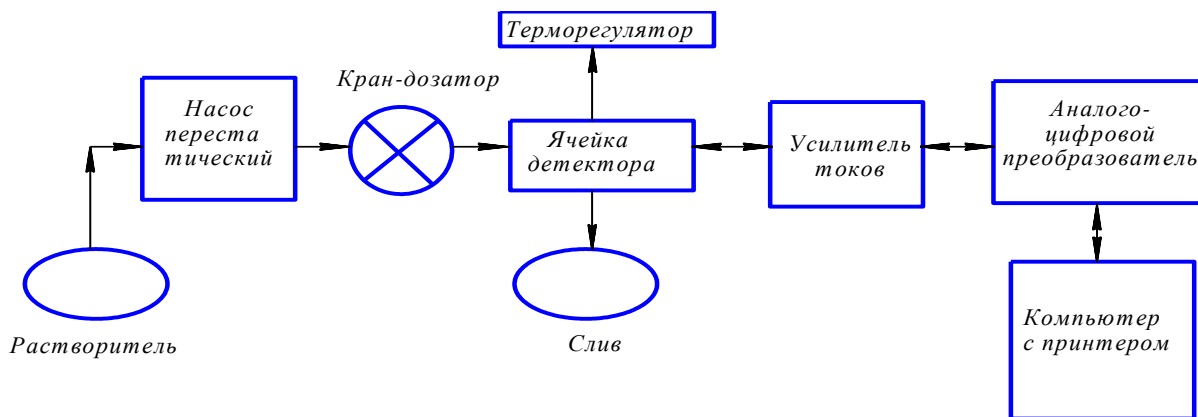 Терморегулятор
Кран-дозатор
Насос
переста
тический
Ячейка
детектора
Усилитель
токов
Аналого-
цифровой
преобразователь
Растворитель
Слив
Компьютер
с принтером